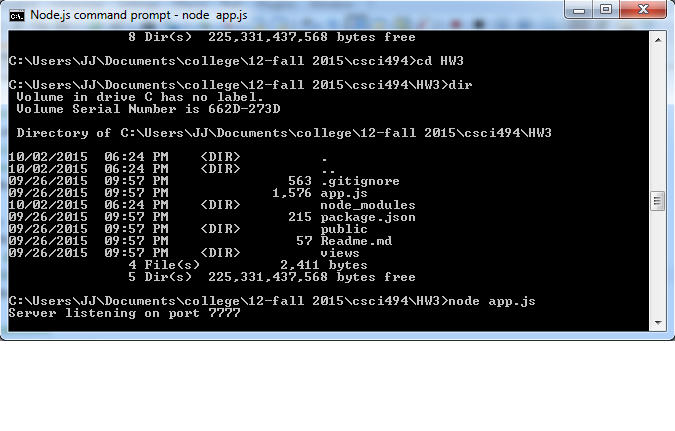 Node.js command prompt - node app.js
8 Dir(s) 225,331,437,568 bytes free
C:\Users\JJ\Documents\college\12-fall 2015\csci494>cd HW3
C:\Users\JJ\Documents\college\12-fall 2015\csci494\HW3>dir
Volume in drive C has no label.
Volume Serial Number is 662D-273D
Directory of C:\Users\JJ\Documents\college\12-fall 2015\csci494\HW3
10/02/2015 06:24 PM <DIR> .
10/02/2015 06:24 PM <DIR> ..
09/26/2015 09:57 PM 563 .gitignore
09/26/2015 09:57 PM 1,576 app.js
10/02/2015 06:24 PM <DIR> node_modules
09/26/2015 09:57 PM 215 package.json
09/26/2015 09:57 PM <DIR> public
09/26/2015 09:57 PM 57 Readme.md
09/26/2015 09:57 PM <DIR> views
4 File(s) 2,411 bytes
5 Dir(s) 225,331,437,568 bytes free
C:\Users\JJ\Documents\college\12-fall 2015\csci494\HW3>node app.js
Server listening on port 7777